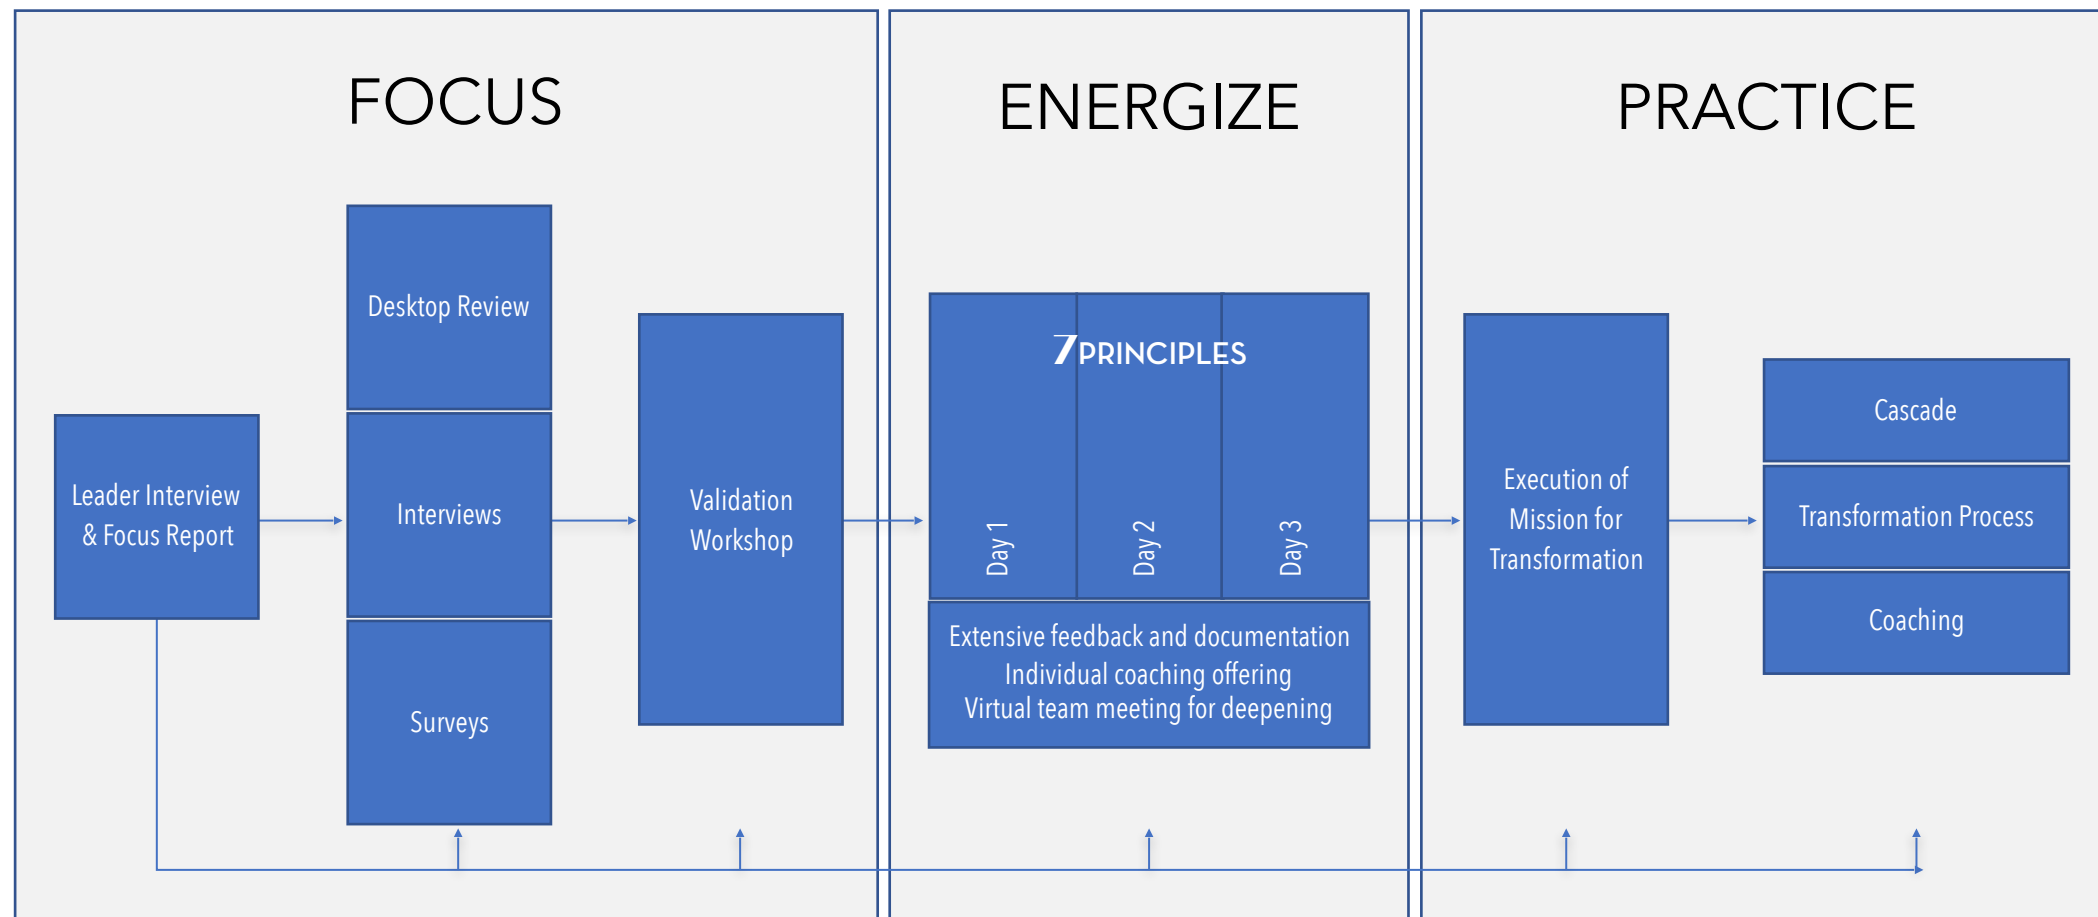 FOCUS
Leader Interview
& Focus Report
Desktop Review
Interviews
Surveys
Validation
Workshop
ENERGIZE
7PRINCIPLES
Day 1
Day 2
Day 3
Extensive feedback and documentation
Individual coaching offering
Virtual team meeting for deepening
PRACTICE
Execution of
Mission for
Transformation
Cascade
Transformation Process
Coaching